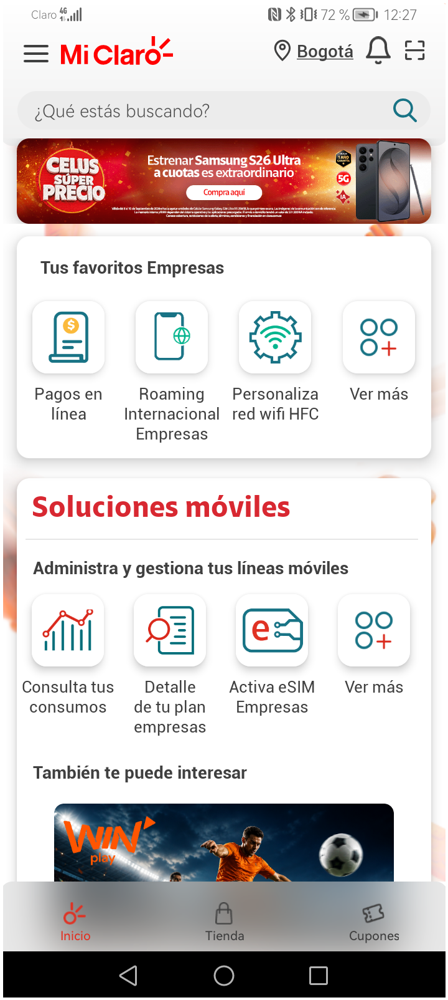 Claro 4G 72 % 12:27
Mi Claro Bogotá
¿Qué estás buscando?
CELUS
SÚPER
PRECIO
Estrenar Samsung S26 Ultra
a cuotas es extraordinario
Compra aquí
1 AÑO
GARANTÍA
5G
IA
Tus favoritos Empresas
Pagos en
línea
Roaming
Internacional
Empresas
Personaliza
red wifi HFC
Ver más
Soluciones móviles
Administra y gestiona tus líneas móviles
Consulta tus
consumos
Detalle
de tu plan
empresas
e
Activa eSIM
Empresas
Ver más
También te puede interesar
WIN
play
Inicio
Tienda
Cupones